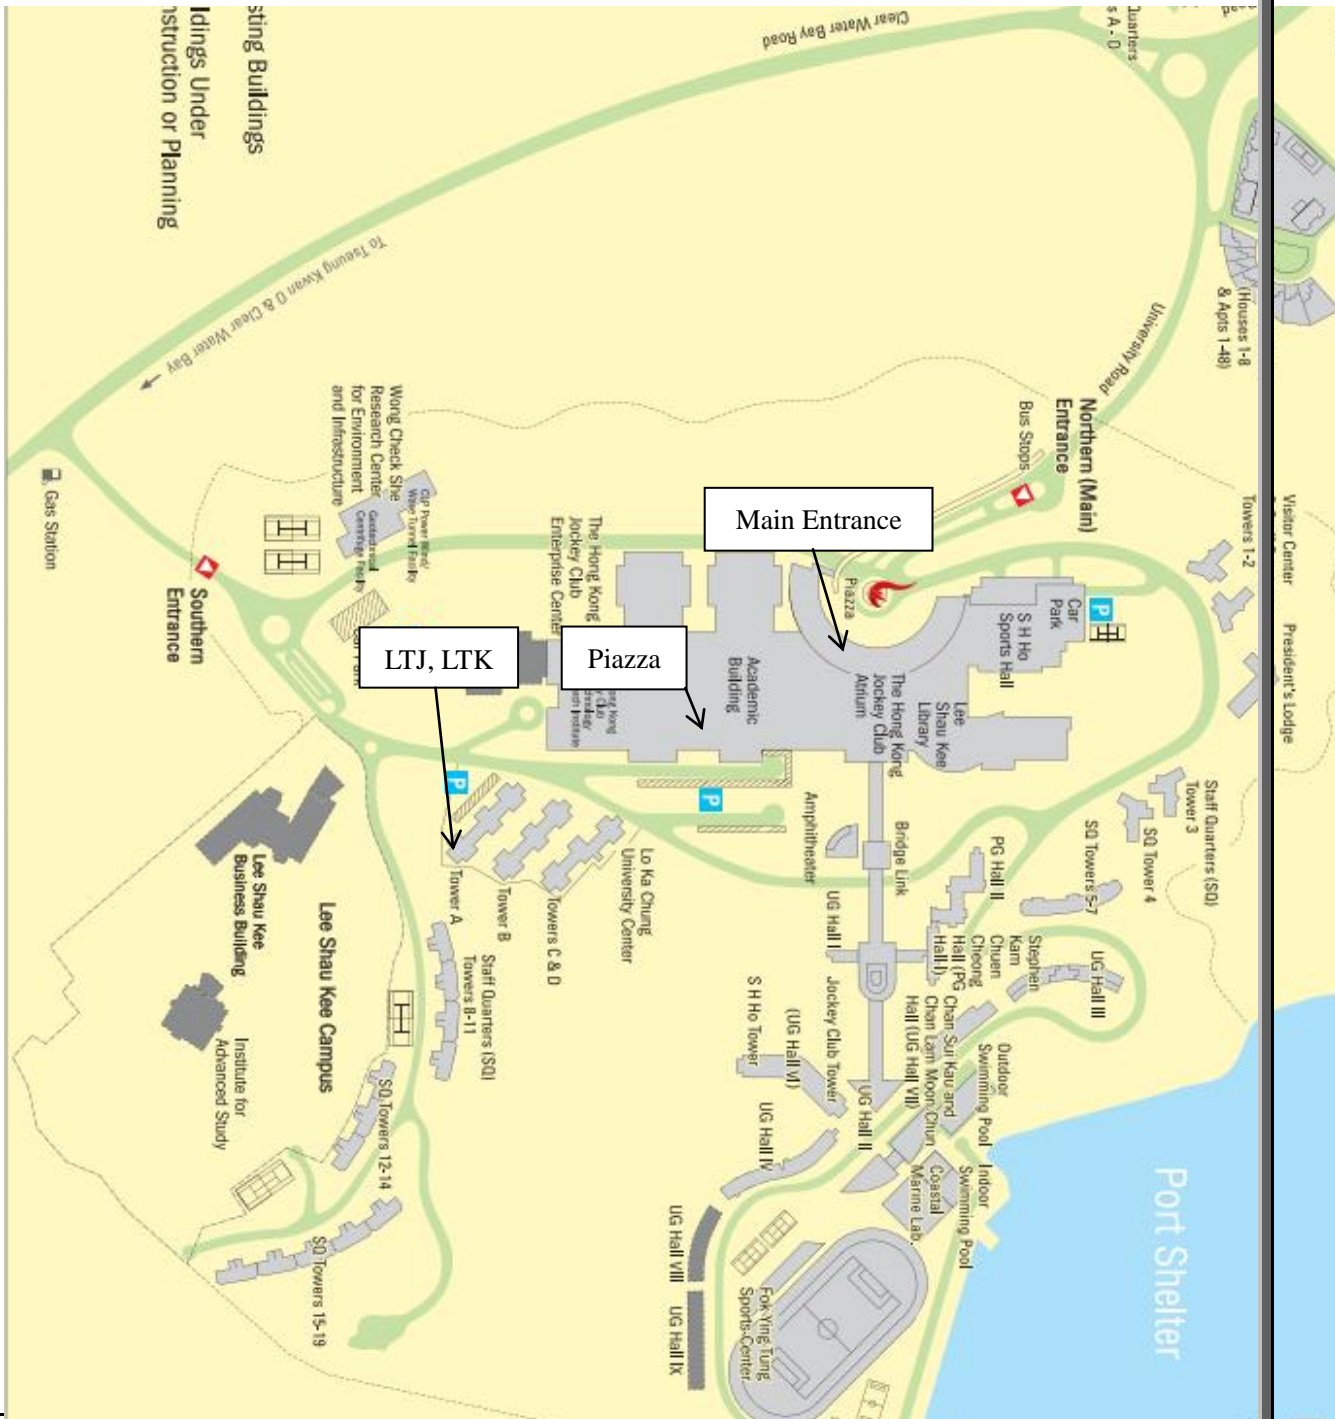 sting Buildings
ldings Under
nstruction or Planning
Clear Water Bay Road
Quarters
s A - D
(Houses 1-8
& Apts 1-48)
University Road
To Tseung Kwan O & Clear Water Bay
Gas Station
Southern
Entrance
Wong Check She
Research Center
for Environment
and Infrastructure
CLP Power Wind/
Wave Tunnel Facility
Geotechnical
Centrifuge Facility
Bus Stops
Northern (Main)
Entrance
Visitor Center
Towers 1-2
President's Lodge
Main Entrance
Piazza
P
Car
Park
S H Ho
Sports Hall
The Hong Kong
Jockey Club
Enterprise Center
LTJ, LTK
Piazza
Academic
Building
The Hong Kong
Jockey Club
Atrium
Lee
Shau Kee
Library
P
P
Amphitheater
Bridge Link
Staff Quarters (SQ)
Tower 3
SQ Tower 4
SQ Towers 5-7
PG Hall II
Lo Ka Chung
University Center
Towers C & D
Tower B
Tower A
Staff Quarters (SQ)
Towers 8-11
Lee Shau Kee
Business Building
Lee Shau Kee Campus
Institute for
Advanced Study
UG Hall I
Stephen
Kam
Chuen
Cheong
Hall (PG
Hall I)
UG Hall III
Jockey Club Tower
(UG Hall VI)
S H Ho Tower
Chan Sui Kau and
Chan Lam Moon Chun
Hall (UG Hall VII)
Outdoor
Swimming Pool
UG Hall II
UG Hall IV
Indoor
Swimming Pool
Coastal
Marine Lab.
SQ Towers 12-14
SQ Towers 15-19
UG Hall VIII
UG Hall IX
Fok Ying Tung
Sports Center
Port Shelter